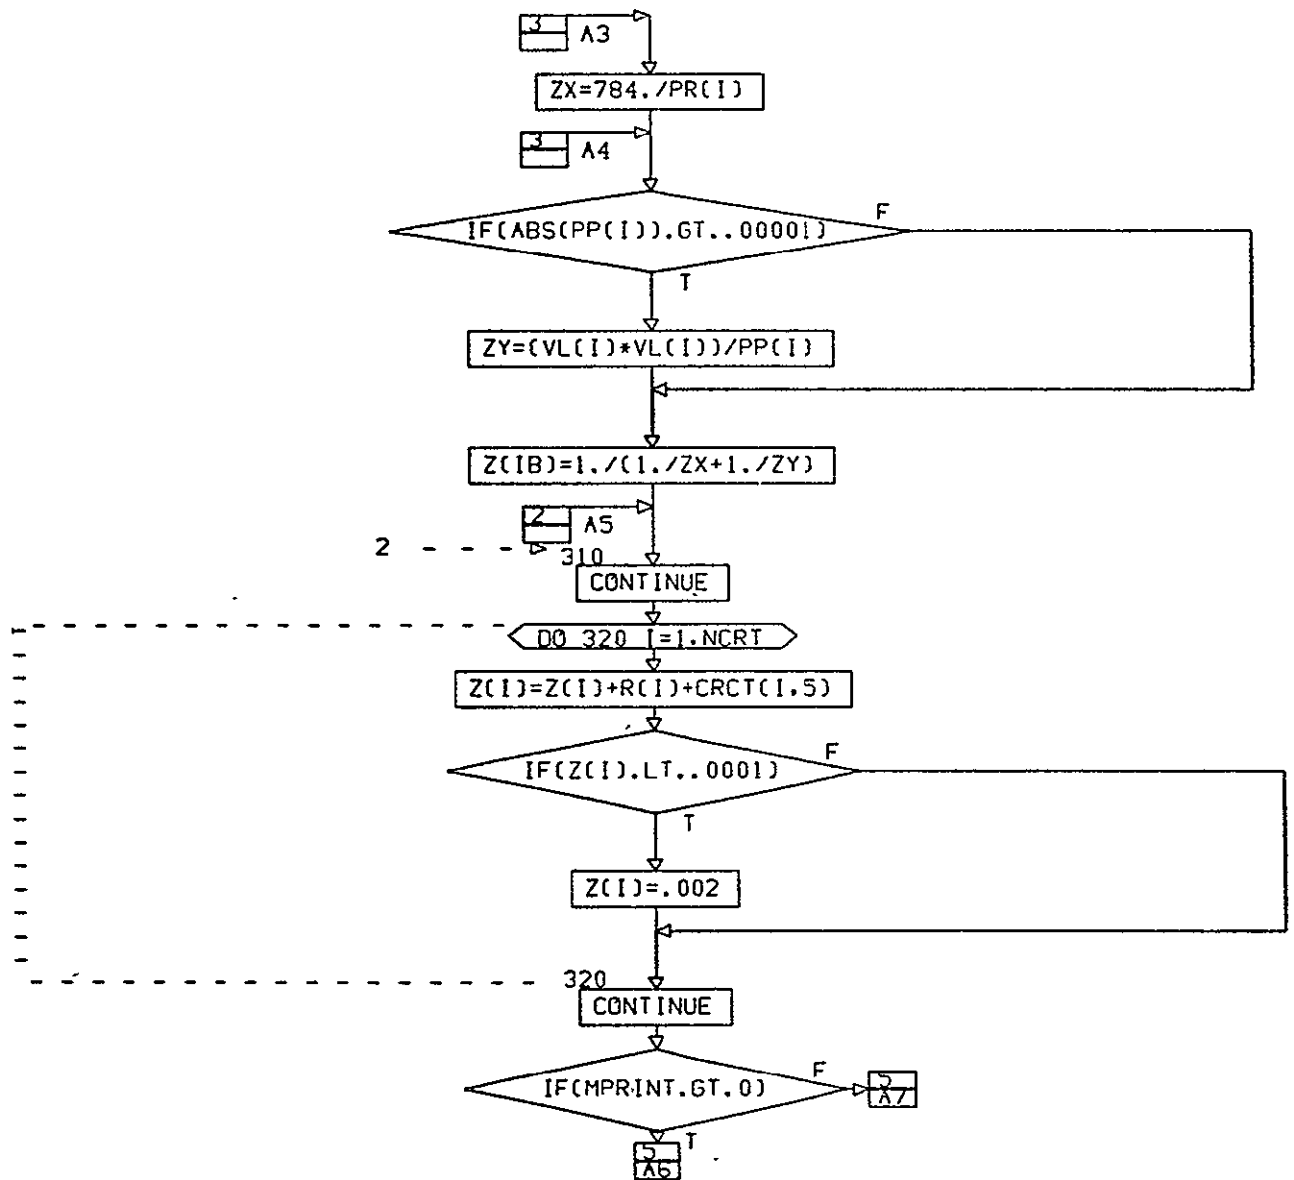 3
A3
ZX=784./PR(I)
3
A4
IF(ABS(PP(I)).GT..00001)
F
T
ZY=(VL(I)*VL(I))/PP(I)
Z(IB)=1./(1./ZX+1./ZY)
2
A5
2
310
CONTINUE
DO 320 I=1.NCRT
Z(I)=Z(I)+R(I)+CRCT(I.5)
IF(Z(I).LT..0001)
F
T
Z(I)=.002
320
CONTINUE
IF(MPRINT.GT.0)
F
5
A7
T
5
A6